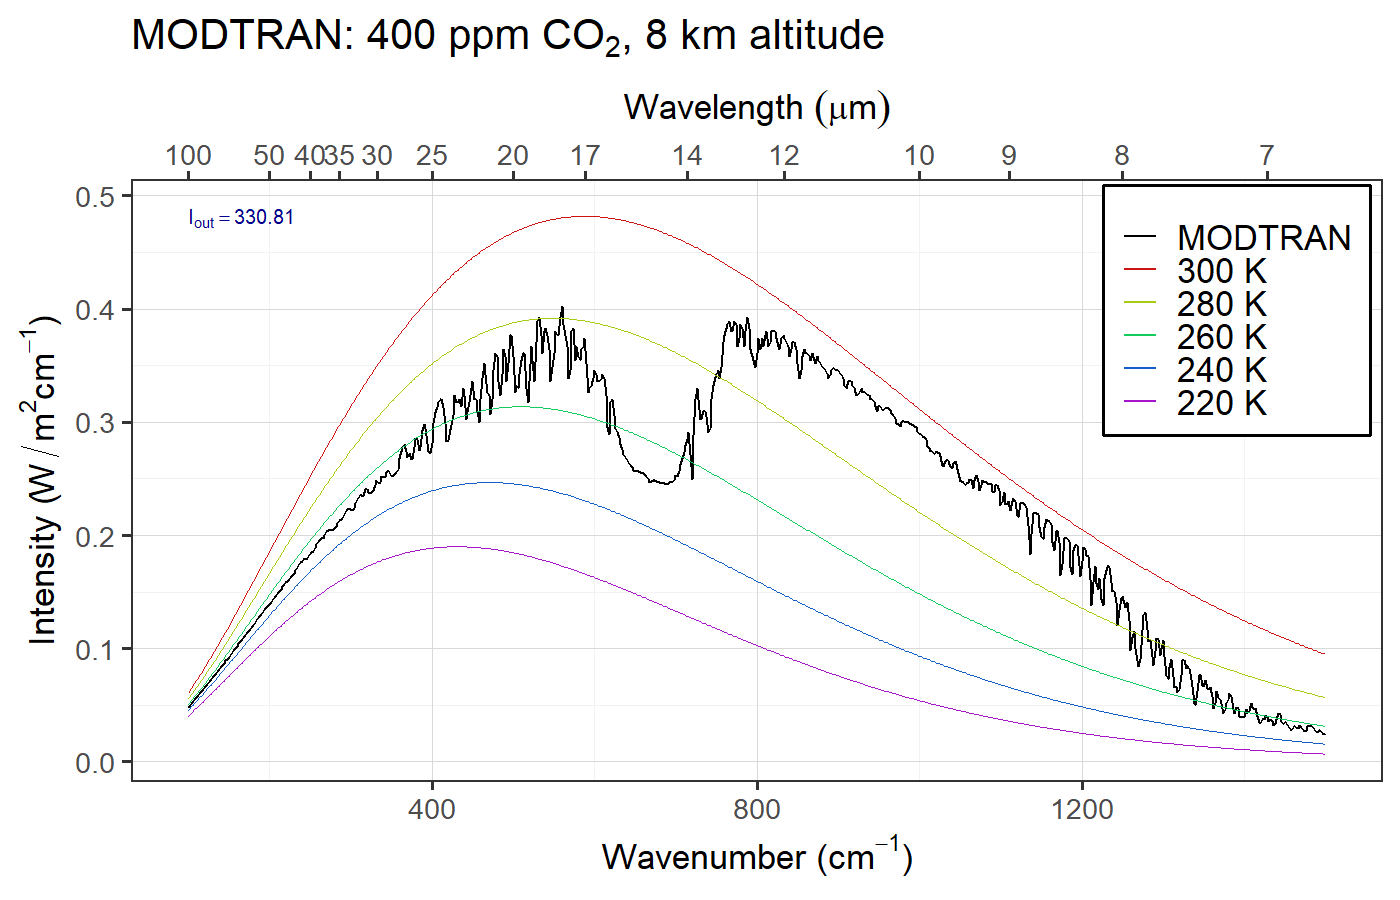 MODTRAN: 400 ppm CO₂, 8 km altitude
Wavelength (μm)
100 50 40 35 30 25 20 17 14 12 10 9 8 7
Iout = 330.81
MODTRAN
300 K
280 K
260 K
240 K
220 K
0.5
0.4
0.3
0.2
0.1
0.0
Intensity (W / m²cm⁻¹)
400 800 1200
Wavenumber (cm⁻¹)